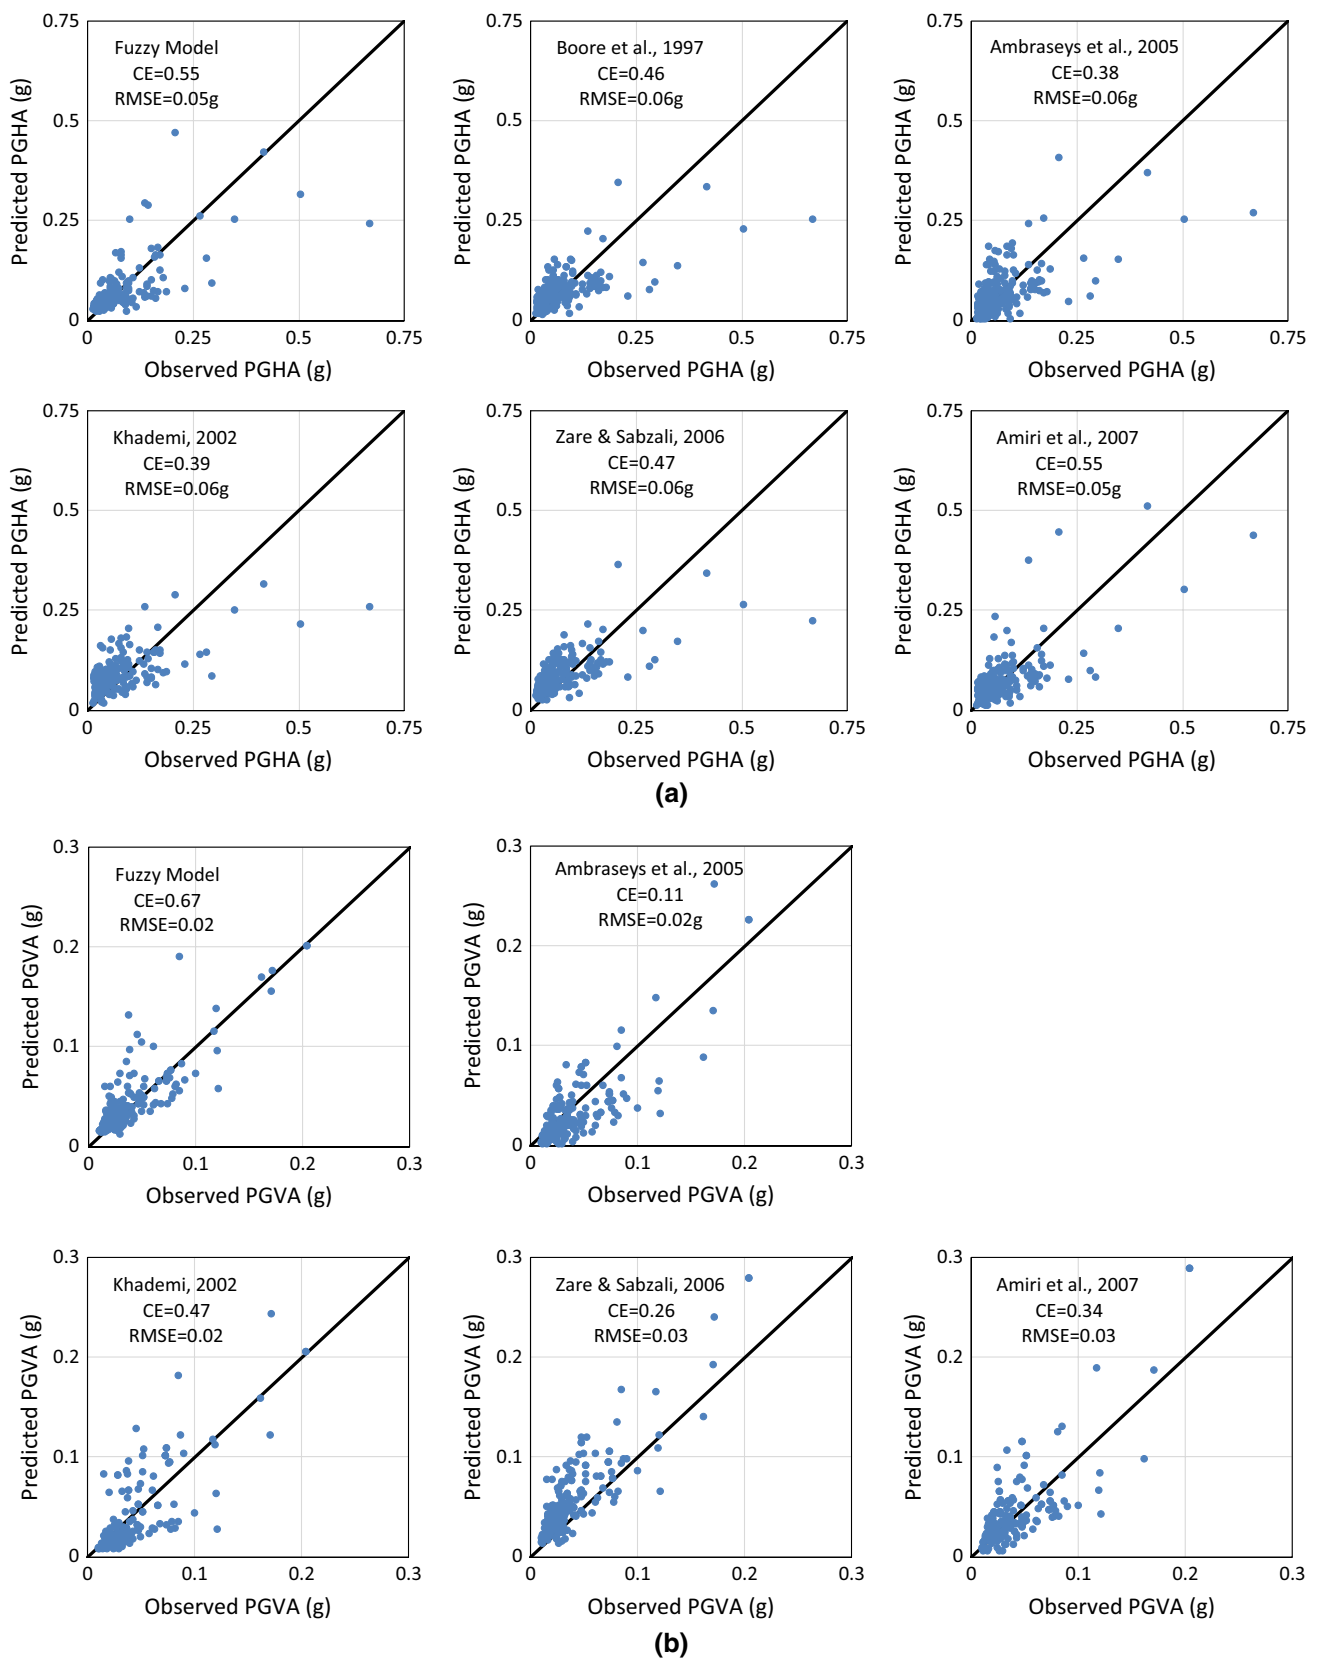 0.75
Fuzzy Model
CE=0.55
RMSE=0.05g
0.5
0.25
0
0
0.25
0.5
0.75
Predicted PGHA (g)
Observed PGHA (g)
0.75
Boore et al., 1997
CE=0.46
RMSE=0.06g
0.5
0.25
0
0
0.25
0.5
0.75
Predicted PGHA (g)
Observed PGHA (g)
0.75
Ambraseys et al., 2005
CE=0.38
RMSE=0.06g
0.5
0.25
0
0
0.25
0.5
0.75
Predicted PGHA (g)
Observed PGHA (g)
0.75
Khademi, 2002
CE=0.39
RMSE=0.06g
0.5
0.25
0
0
0.25
0.5
0.75
Predicted PGHA (g)
Observed PGHA (g)
0.75
Zare & Sabzali, 2006
CE=0.47
RMSE=0.06g
0.5
0.25
0
0
0.25
0.5
0.75
Predicted PGHA (g)
Observed PGHA (g)
0.75
Amiri et al., 2007
CE=0.55
RMSE=0.05g
0.5
0.25
0
0
0.25
0.5
0.75
Predicted PGHA (g)
Observed PGHA (g)
(a)
0.3
Fuzzy Model
CE=0.67
RMSE=0.02
0.2
0.1
0
0
0.1
0.2
0.3
Predicted PGVA (g)
Observed PGVA (g)
0.3
Ambraseys et al., 2005
CE=0.11
RMSE=0.02g
0.2
0.1
0
0
0.1
0.2
0.3
Predicted PGVA (g)
Observed PGVA (g)
0.3
Khademi, 2002
CE=0.47
RMSE=0.02
0.2
0.1
0
0
0.1
0.2
0.3
Predicted PGVA (g)
Observed PGVA (g)
0.3
Zare & Sabzali, 2006
CE=0.26
RMSE=0.03
0.2
0.1
0
0
0.1
0.2
0.3
Predicted PGVA (g)
Observed PGVA (g)
0.3
Amiri et al., 2007
CE=0.34
RMSE=0.03
0.2
0.1
0
0
0.1
0.2
0.3
Predicted PGVA (g)
Observed PGVA (g)
(b)